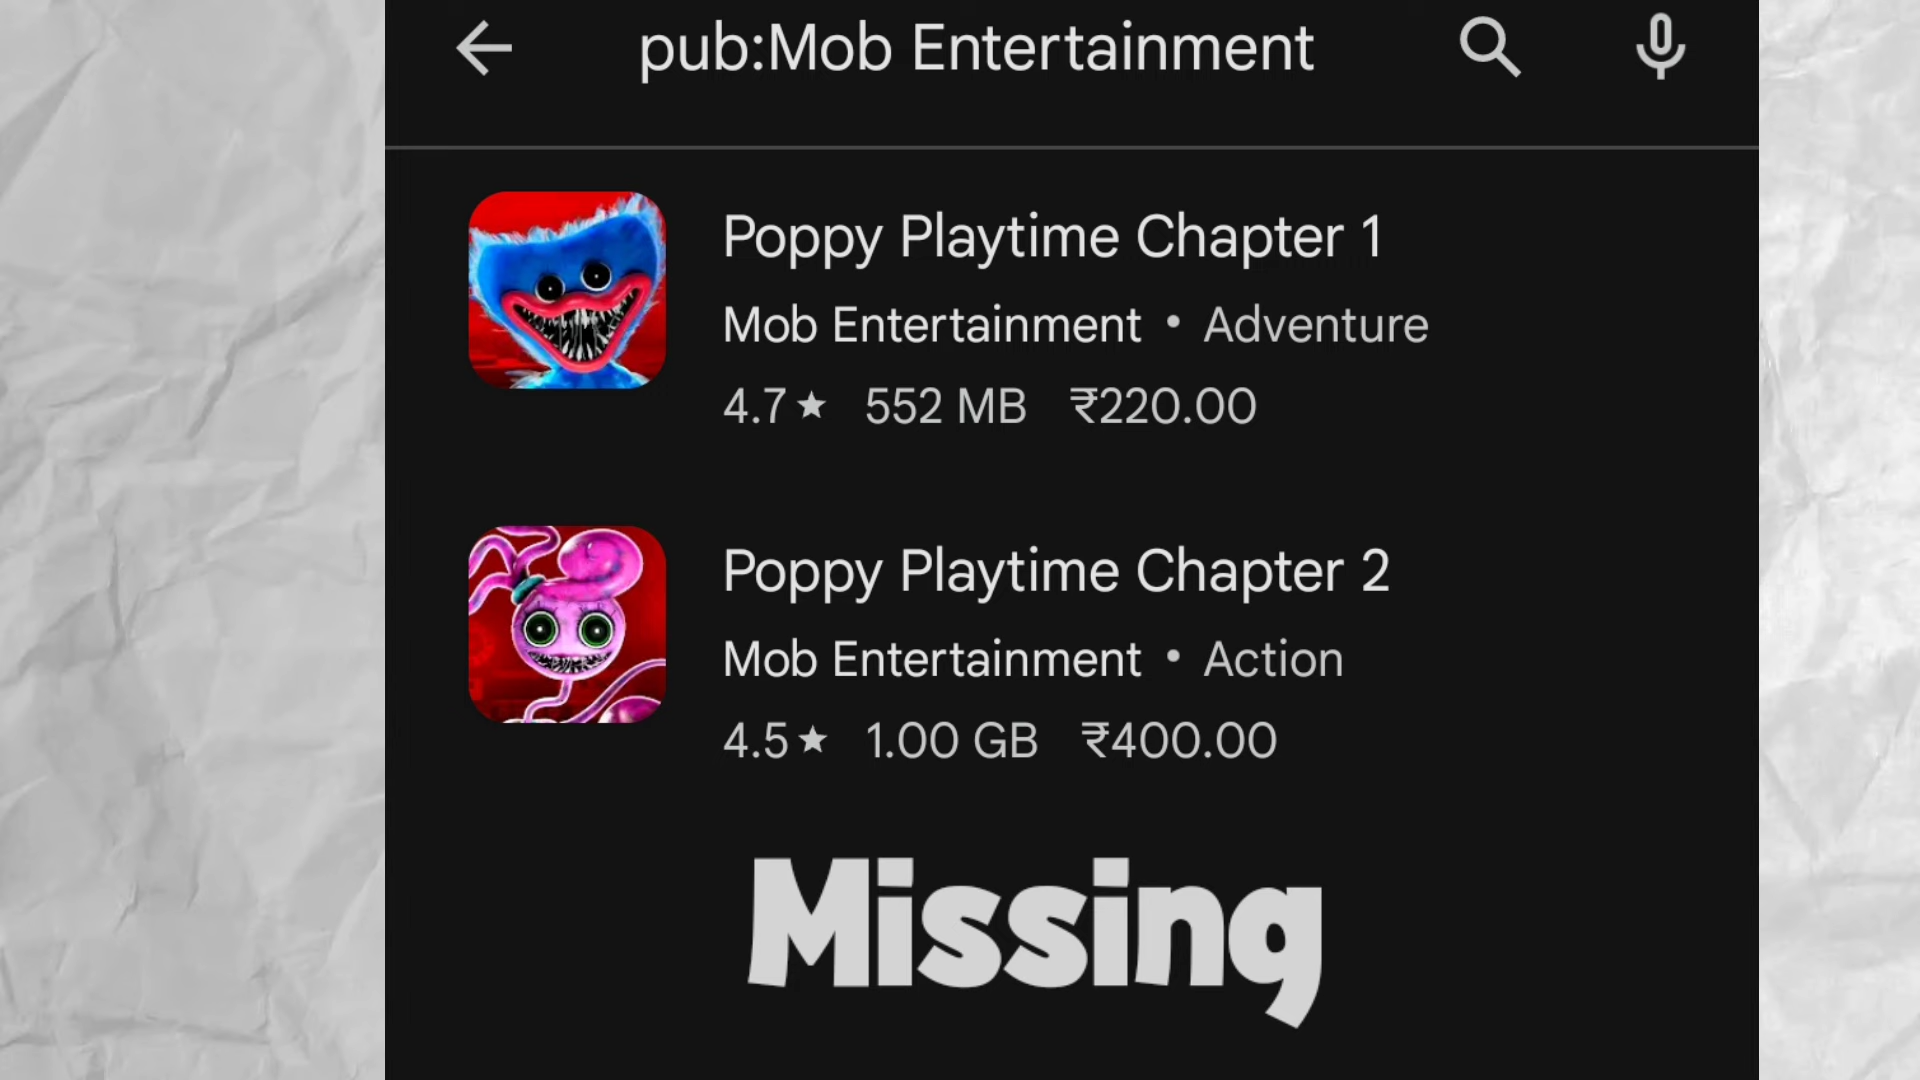 pub:Mob Entertainment
Poppy Playtime Chapter 1
Mob Entertainment • Adventure
4.7★ 552 MB ₹220.00
Poppy Playtime Chapter 2
Mob Entertainment • Action
4.5★ 1.00 GB ₹400.00
Missing